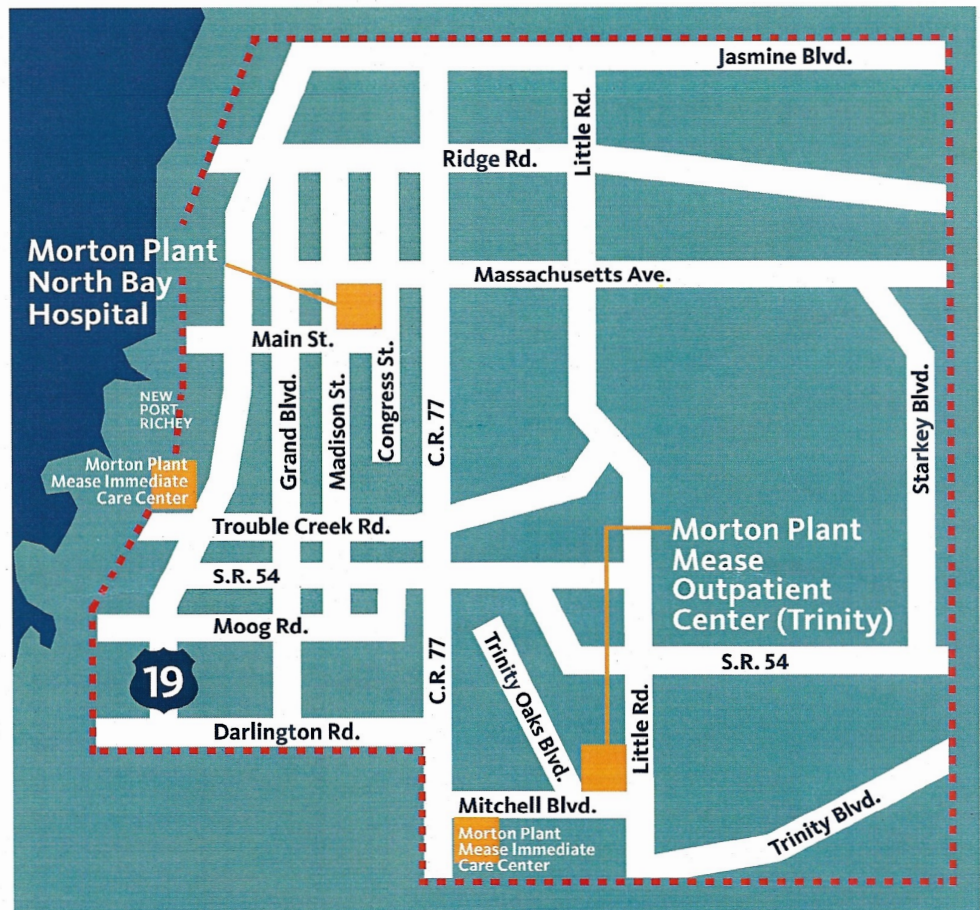 Jasmine Blvd.
Little Rd.
Ridge Rd.
Morton Plant
North Bay
Hospital
Massachusetts Ave.
Main St.
Grand Blvd.
Madison St.
Congress St.
C.R. 77
Starkey Blvd.
NEW
PORT
RICHEY
Morton Plant
Mease Immediate
Care Center
Trouble Creek Rd.
Morton Plant
Mease
Outpatient
Center (Trinity)
S.R. 54
Moog Rd.
C.R. 77
Trinity Oaks Blvd.
S.R. 54
19
Little Rd.
Darlington Rd.
Mitchell Blvd.
Trinity Blvd.
Morton Plant
Mease Immediate
Care Center